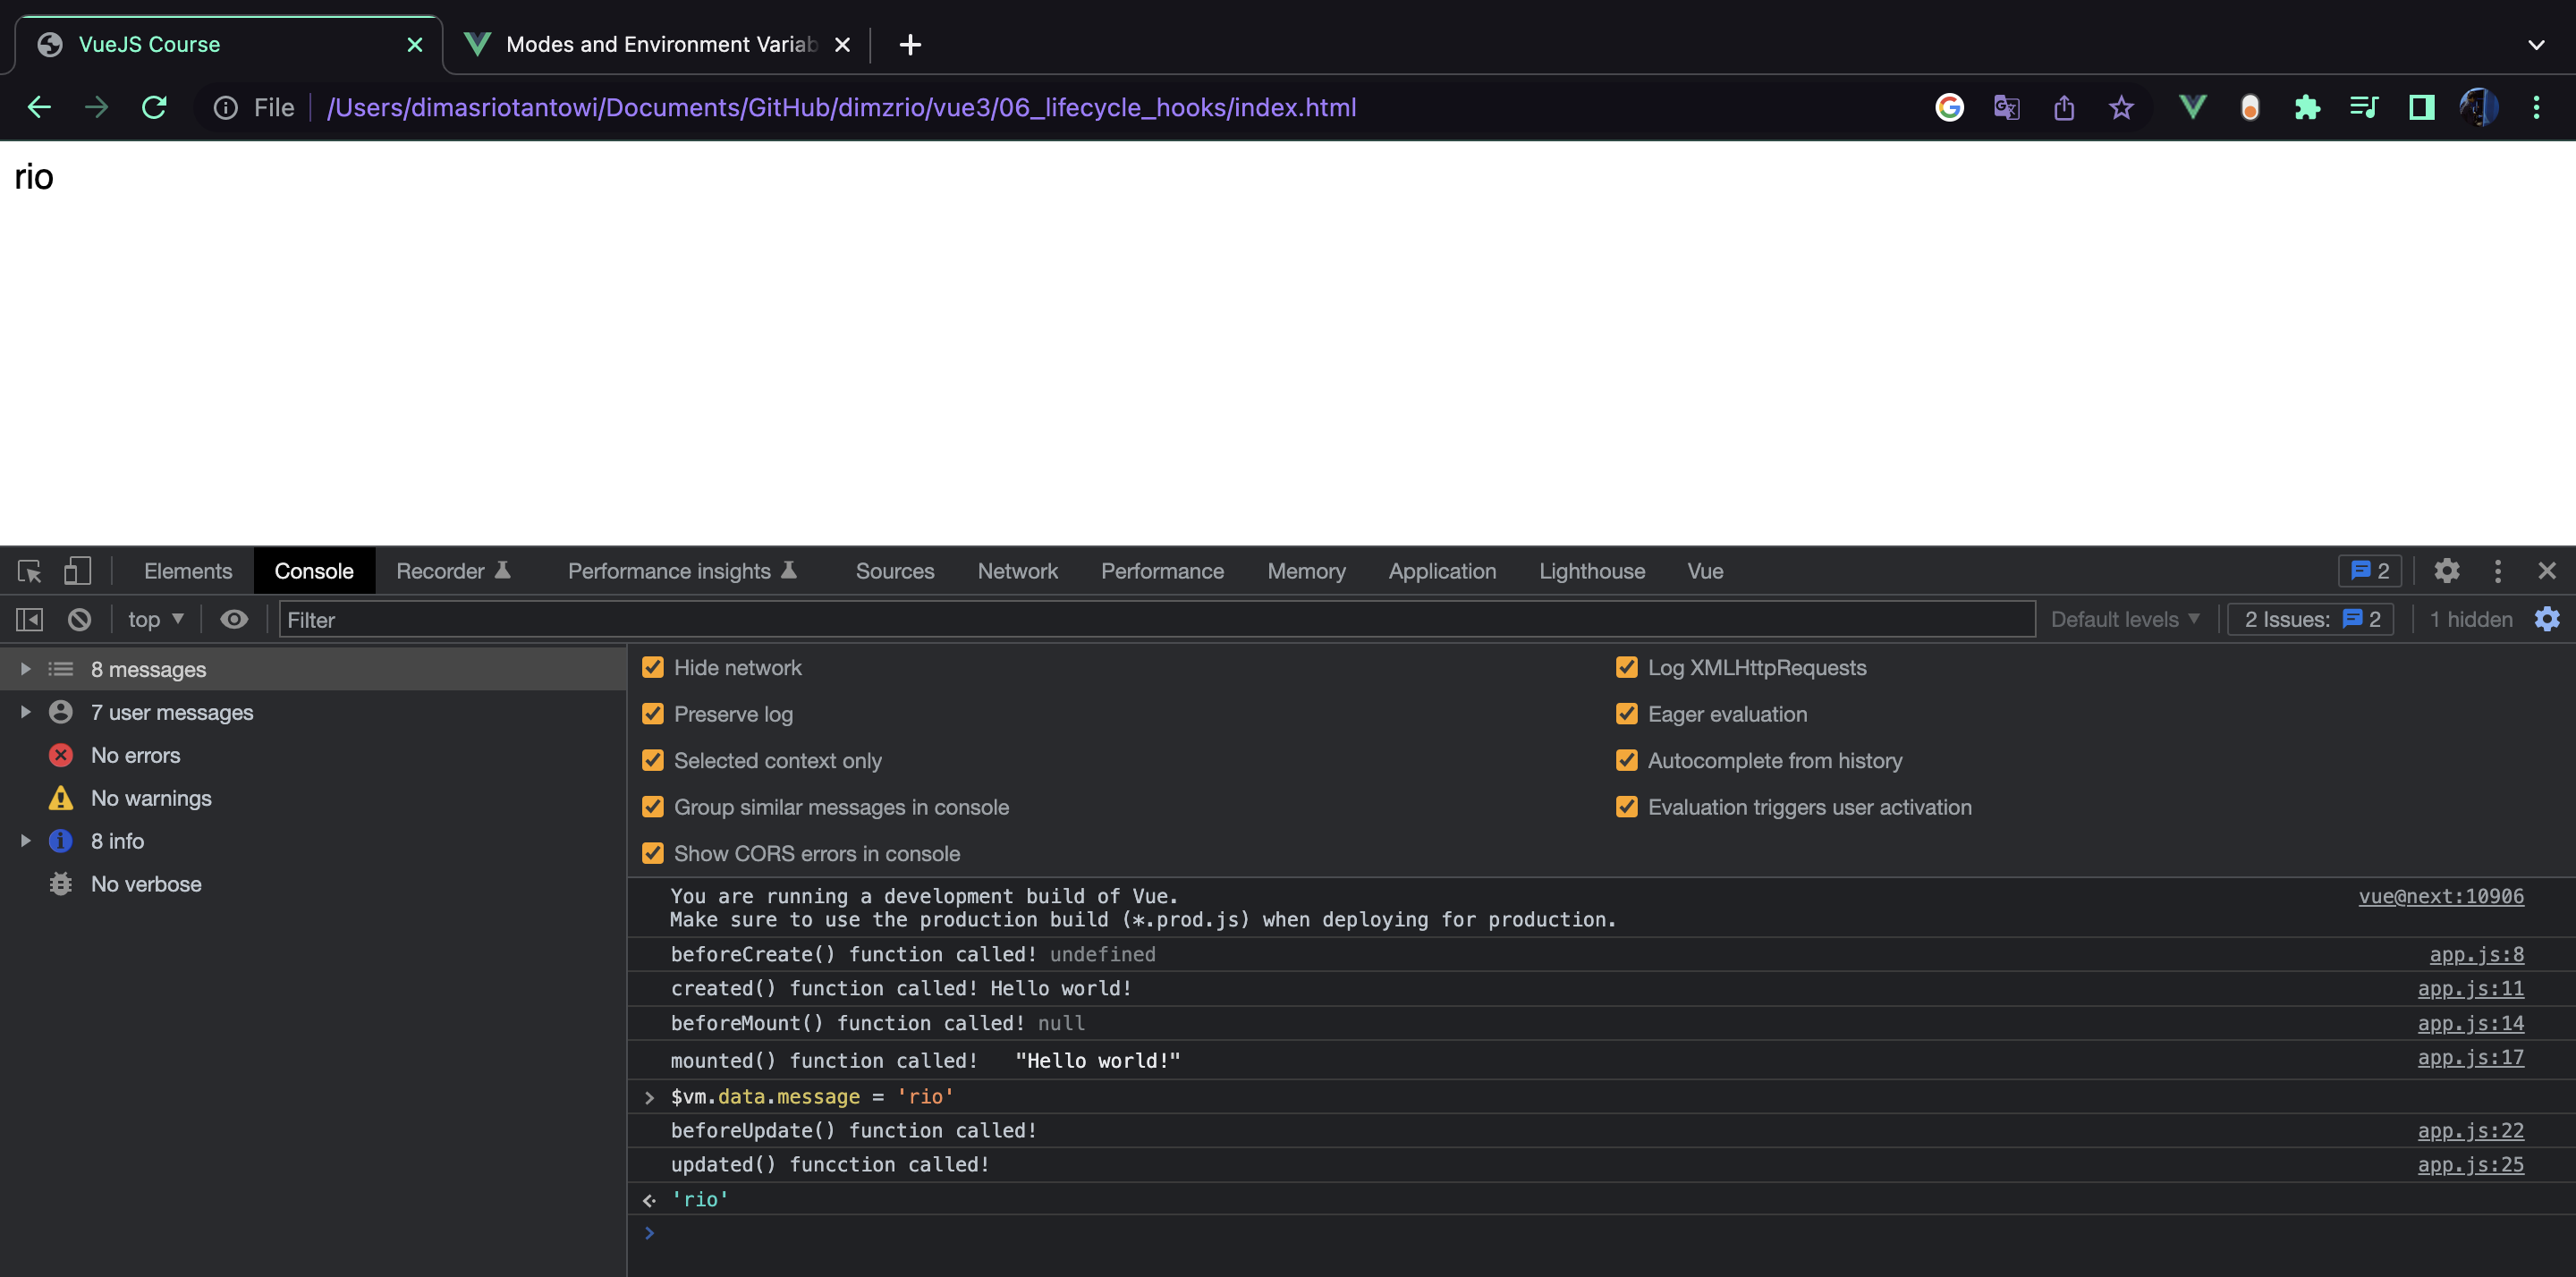 VueJS Course
Modes and Environment Variab
File
/Users/dimasriotantowi/Documents/GitHub/dimzrio/vue3/06_lifecycle_hooks/index.html
rio
Elements Console Recorder Performance insights Sources Network Performance Memory Application Lighthouse Vue 2
top Filter Default levels 2 Issues: 2 1 hidden
8 messages
7 user messages
No errors
No warnings
8 info
No verbose
Hide network
Log XMLHttpRequests
Preserve log
Eager evaluation
Selected context only
Autocomplete from history
Group similar messages in console
Evaluation triggers user activation
Show CORS errors in console
You are running a development build of Vue. vue@next:10906
Make sure to use the production build (*.prod.js) when deploying for production.
beforeCreate() function called! undefined app.js:8
created() function called! Hello world! app.js:11
beforeMount() function called! null app.js:14
mounted() function called! "Hello world!" app.js:17
$vm.data.message = 'rio'
beforeUpdate() function called! app.js:22
updated() funcction called! app.js:25
'rio'